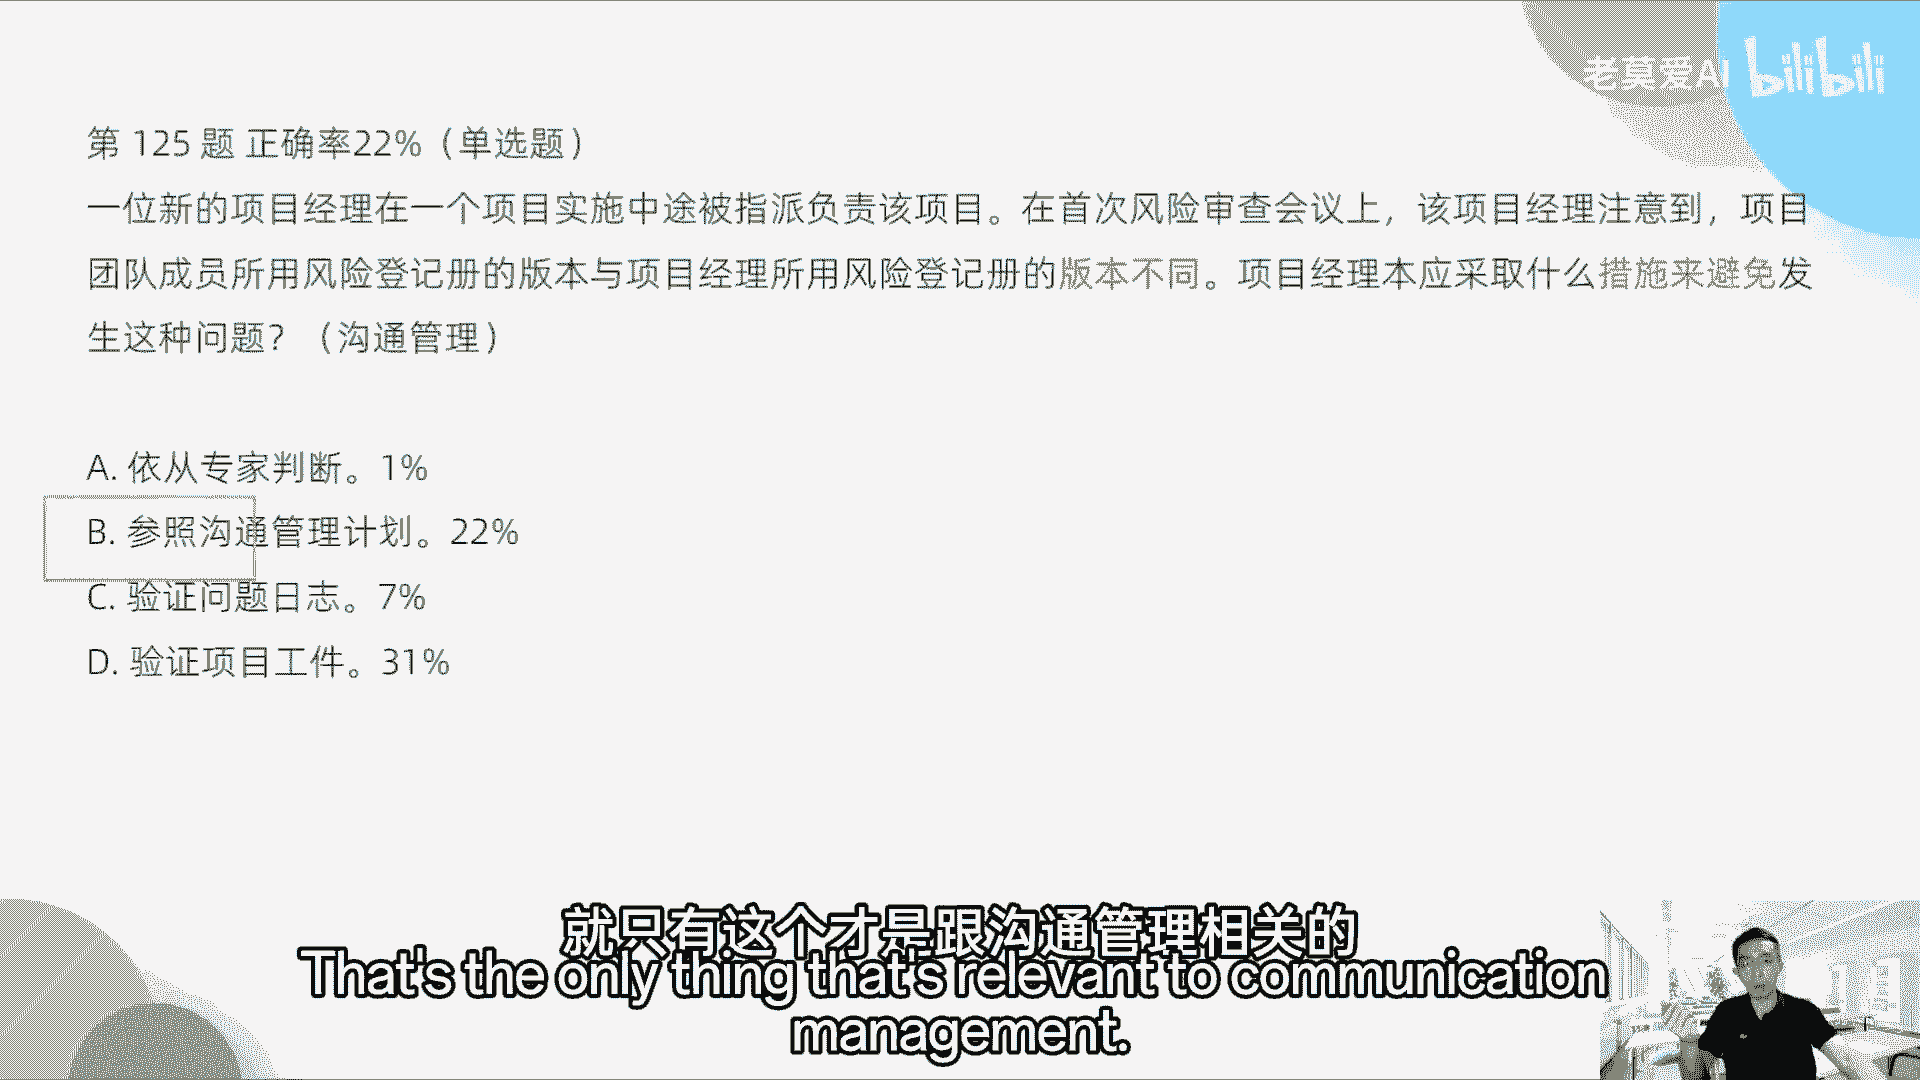 老莫爱AI bilibili
第 125 题 正确率22%（单选题）
一位新的项目经理在一个项目实施中途被指派负责该项目。在首次风险审查会议上，该项目经理注意到，项目
团队成员所用风险登记册的版本与项目经理所用风险登记册的版本不同。项目经理本应采取什么措施来避免发
生这种问题？（沟通管理）
A. 依从专家判断。1%
B. 参照沟通管理计划。22%
C. 验证问题日志。7%
D. 验证项目工件。31%
就只有这个才是跟沟通管理相关的
That's the only thing that's relevant to communication
management.